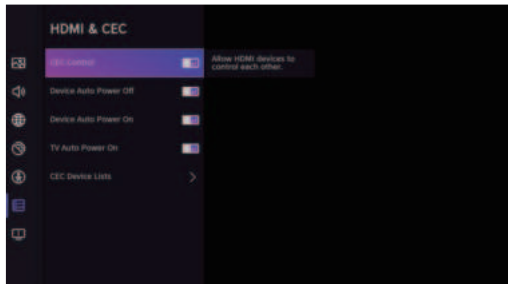 HDMI & CEC
CEC Control
Allow HDMI devices to
control each other.
Device Auto Power Off
Device Auto Power On
TV Auto Power On
CEC Device Lists